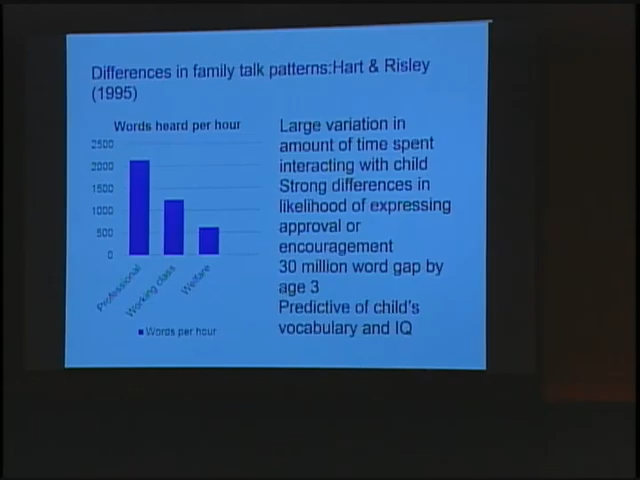 Differences in family talk patterns:Hart & Risley
(1995)
Words heard per hour
2500
2000
1500
1000
500
0
Professional
Working class
Welfare
Words per hour
Large variation in
amount of time spent
interacting with child
Strong differences in
likelihood of expressing
approval or
encouragement
30 million word gap by
age 3
Predictive of child's
vocabulary and IQ